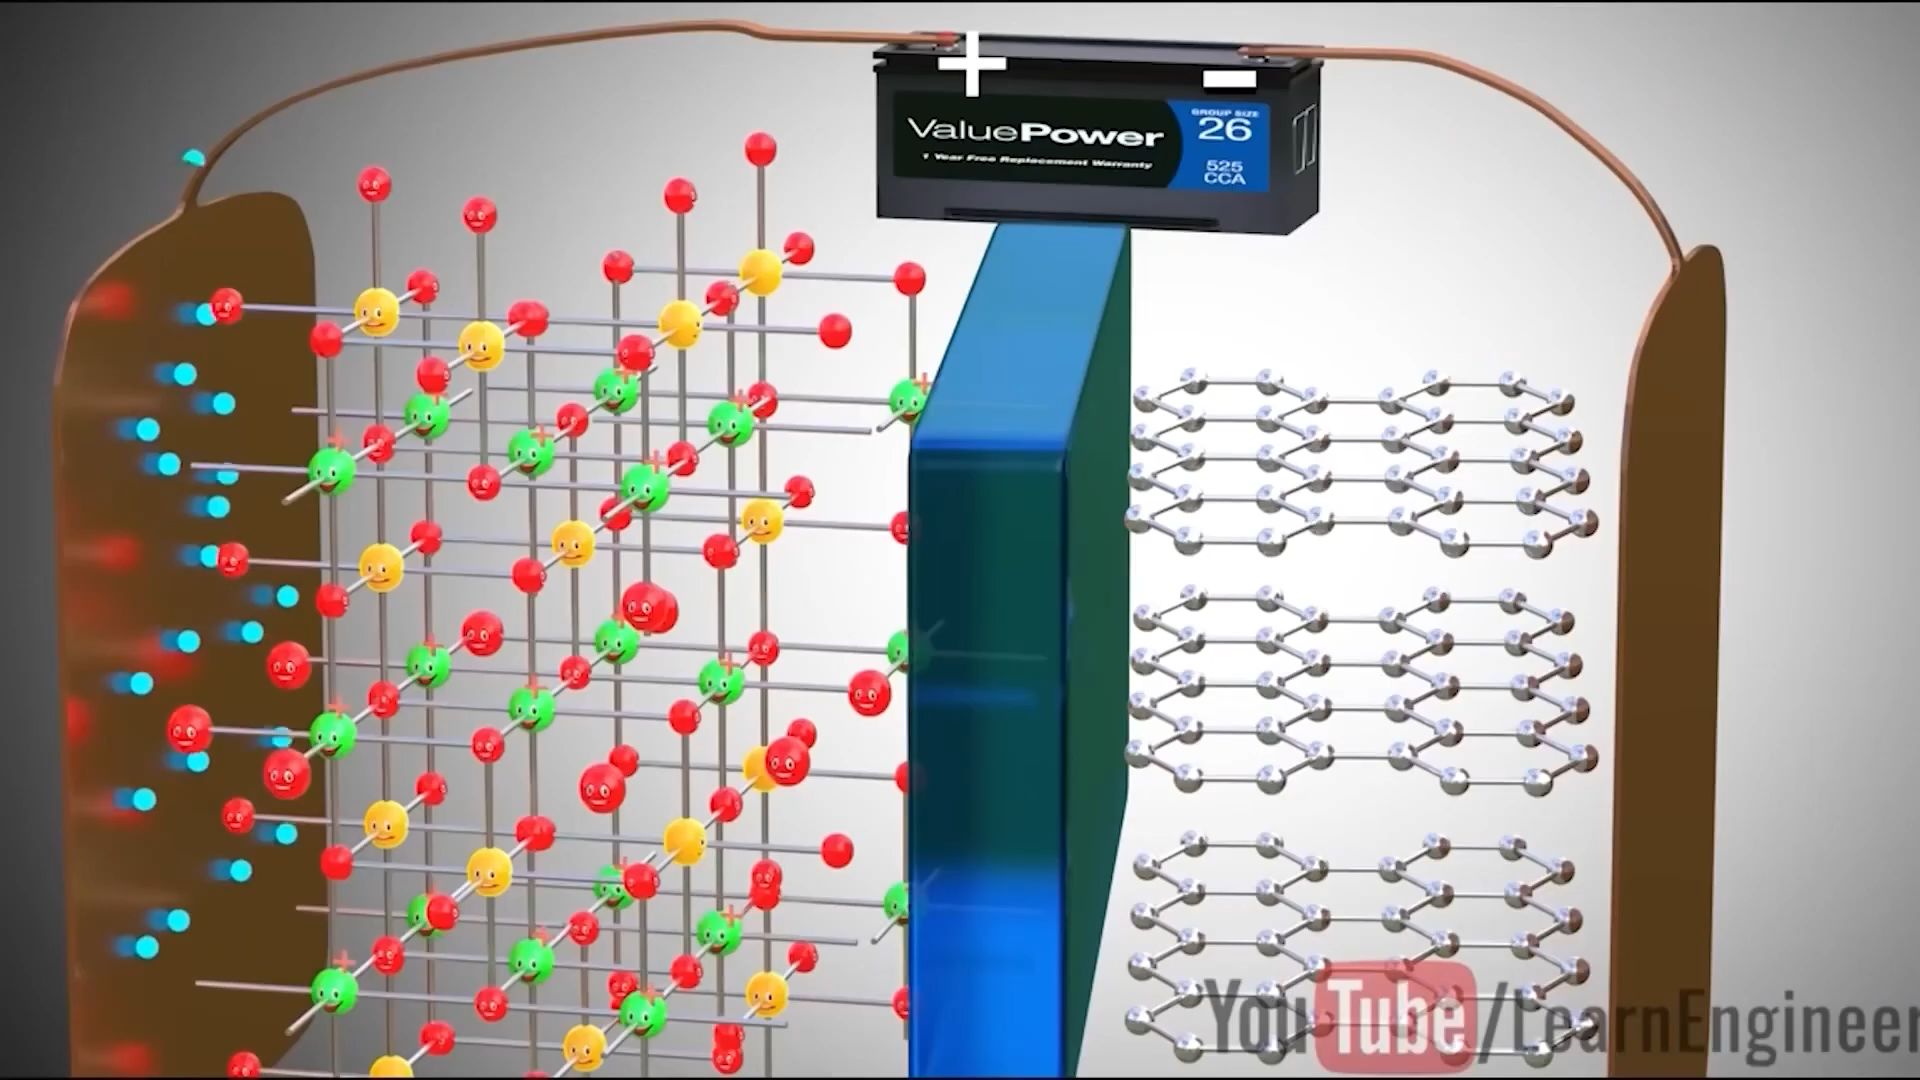 + -
ValuePower
1 Year Free Replacement Warranty
GROUP SIZE
26
525
CCA
YouTube/LearnEngineer